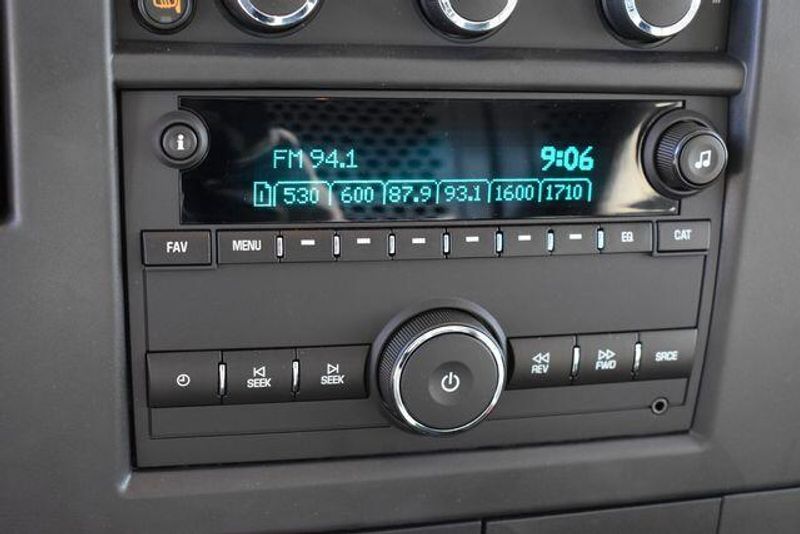 i
FM 94.1 9:06
1 530 600 87.9 93.1 1600 1710
FAV MENU EQ CAT
SEEK SEEK REV FWD SRCE